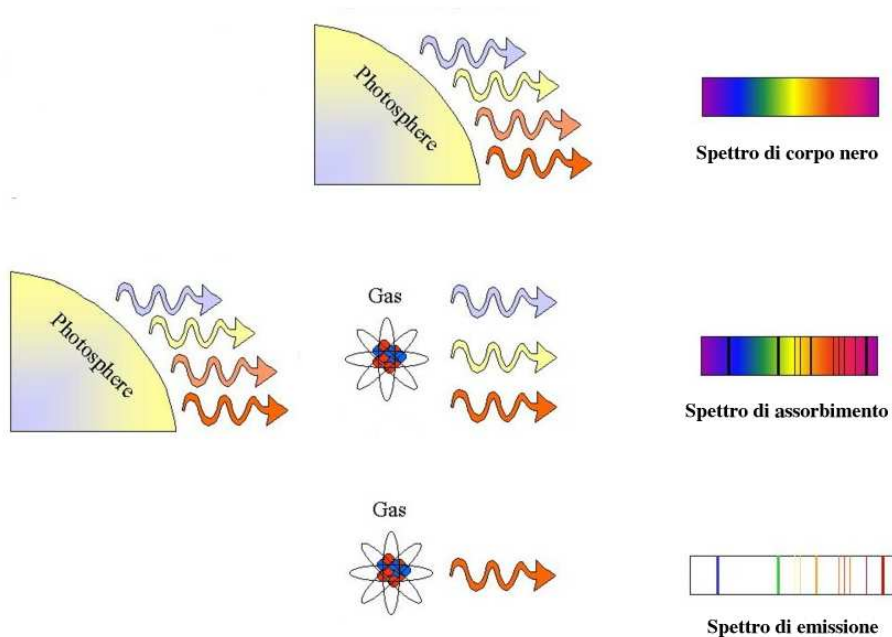 Photosphere
Spettro di corpo nero
Photosphere
Gas
Spettro di assorbimento
Gas
Spettro di emissione